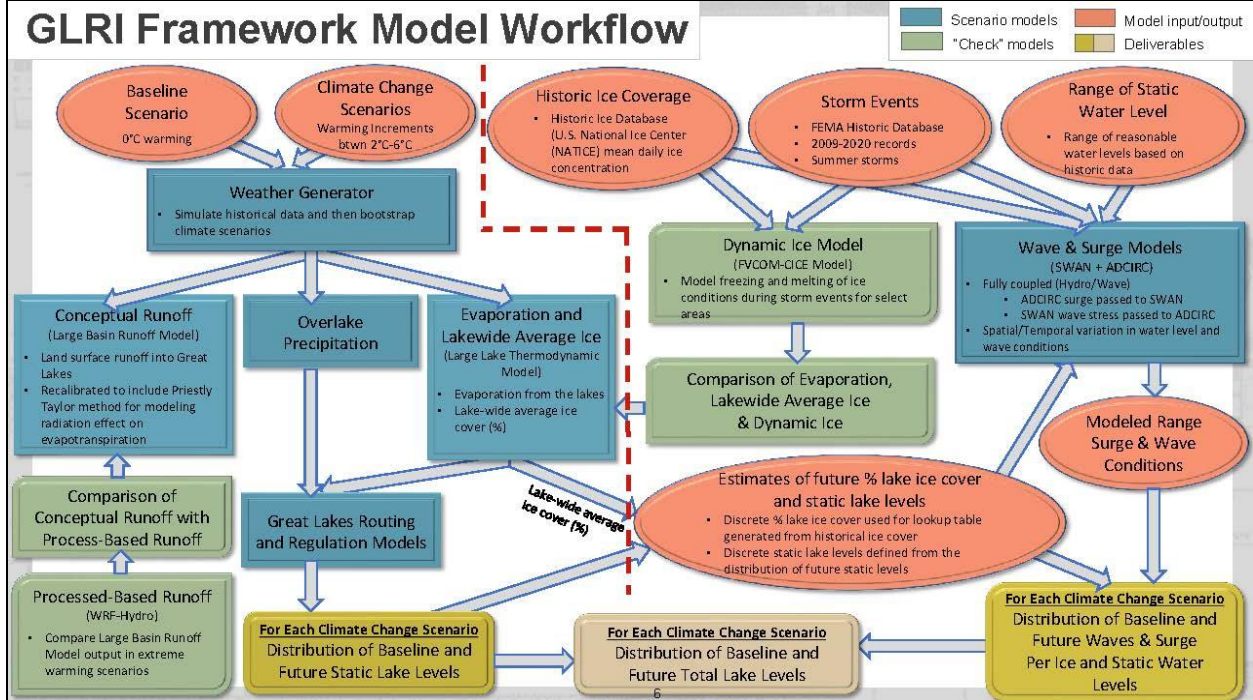 GLRI Framework Model Workflow
Scenario models
Model input/output
"Check" models
Deliverables
Baseline
Scenario
0°C warming
Climate Change
Scenarios
Warming Increments
btwn 2°C-6°C
Historic Ice Coverage
• Historic Ice Database
(U.S. National Ice Center
(NATICE) mean daily ice
concentration
Storm Events
• FEMA Historic Database
• 2009-2020 records
• Summer storms
Range of Static
Water Level
• Range of reasonable
water levels based on
historic data
Weather Generator
• Simulate historical data and then bootstrap
climate scenarios
Dynamic Ice Model
(FVCOM-CICE Model)
• Model freezing and melting of ice
conditions during storm events for select
areas
Wave & Surge Models
(SWAN + ADCIRC)
• Fully coupled (Hydro/Wave)
• ADCIRC surge passed to SWAN
• SWAN wave stress passed to ADCIRC
• Spatial/Temporal variation in water level and
wave conditions
Conceptual Runoff
(Large Basin Runoff Model)
• Land surface runoff into Great
Lakes
• Recalibrated to include Priestly
Taylor method for modeling
radiation effect on
evapotranspiration
Overlake
Precipitation
Evaporation and
Lakewide Average Ice
(Large Lake Thermodynamic
Model)
• Evaporation from the lakes
• Lake-wide average ice
cover (%)
Comparison of Evaporation,
Lakewide Average Ice
& Dynamic Ice
Modeled Range
Surge & Wave
Conditions
Comparison of
Conceptual Runoff with
Process-Based Runoff
Great Lakes Routing
and Regulation Models
Lake-wide average
ice cover (%)
Estimates of future % lake ice cover
and static lake levels
• Discrete % lake ice cover used for lookup table
generated from historical ice cover
• Discrete static lake levels defined from the
distribution of future static levels
Processed-Based Runoff
(WRF-Hydro)
• Compare Large Basin Runoff
Model output in extreme
warming scenarios
For Each Climate Change Scenario
Distribution of Baseline and
Future Static Lake Levels
For Each Climate Change Scenario
Distribution of Baseline and
Future Total Lake Levels
For Each Climate Change Scenario
Distribution of Baseline and
Future Waves & Surge
Per Ice and Static Water
Levels
6